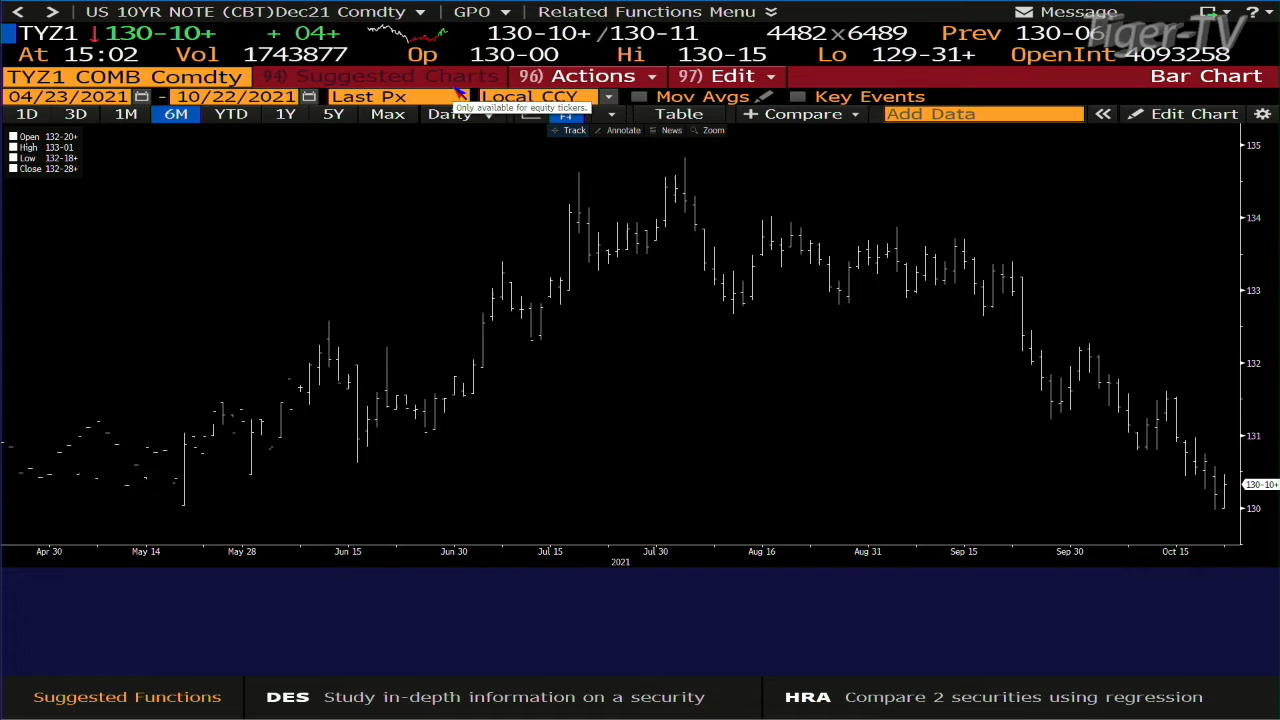 US 10YR NOTE (CBT)Dec21 Comdty GPO Related Functions Menu Message ?
TYZ1 130-10+ + 04+ 130-10+/130-11 4482x6489 Prev 130-06
At 15:02 Vol 1743877 Op 130-00 Hi 130-15 Lo 129-31+ OpenInt 4093258
Tiger-TV
TYZ1 COMB Comdty 94) Suggested Charts 96) Actions 97) Edit Bar Chart
04/23/2021 - 10/22/2021 Last Px Local CCY Mov Avgs Key Events
Only available for equity tickers.
1D 3D 1M 6M YTD 1Y 5Y Max Daily Table + Compare Add Data « Edit Chart
Track Annotate News Zoom
Open 132-20+
High 133-01
Low 132-18+
Close 132-28+
135
134
133
132
131
130-10+
130
Apr 30 May 14 May 28 Jun 15 Jun 30 Jul 15 Jul 30 Aug 16 Aug 31 Sep 15 Sep 30 Oct 15
2021
Suggested Functions DES Study in-depth information on a security HRA Compare 2 securities using regression